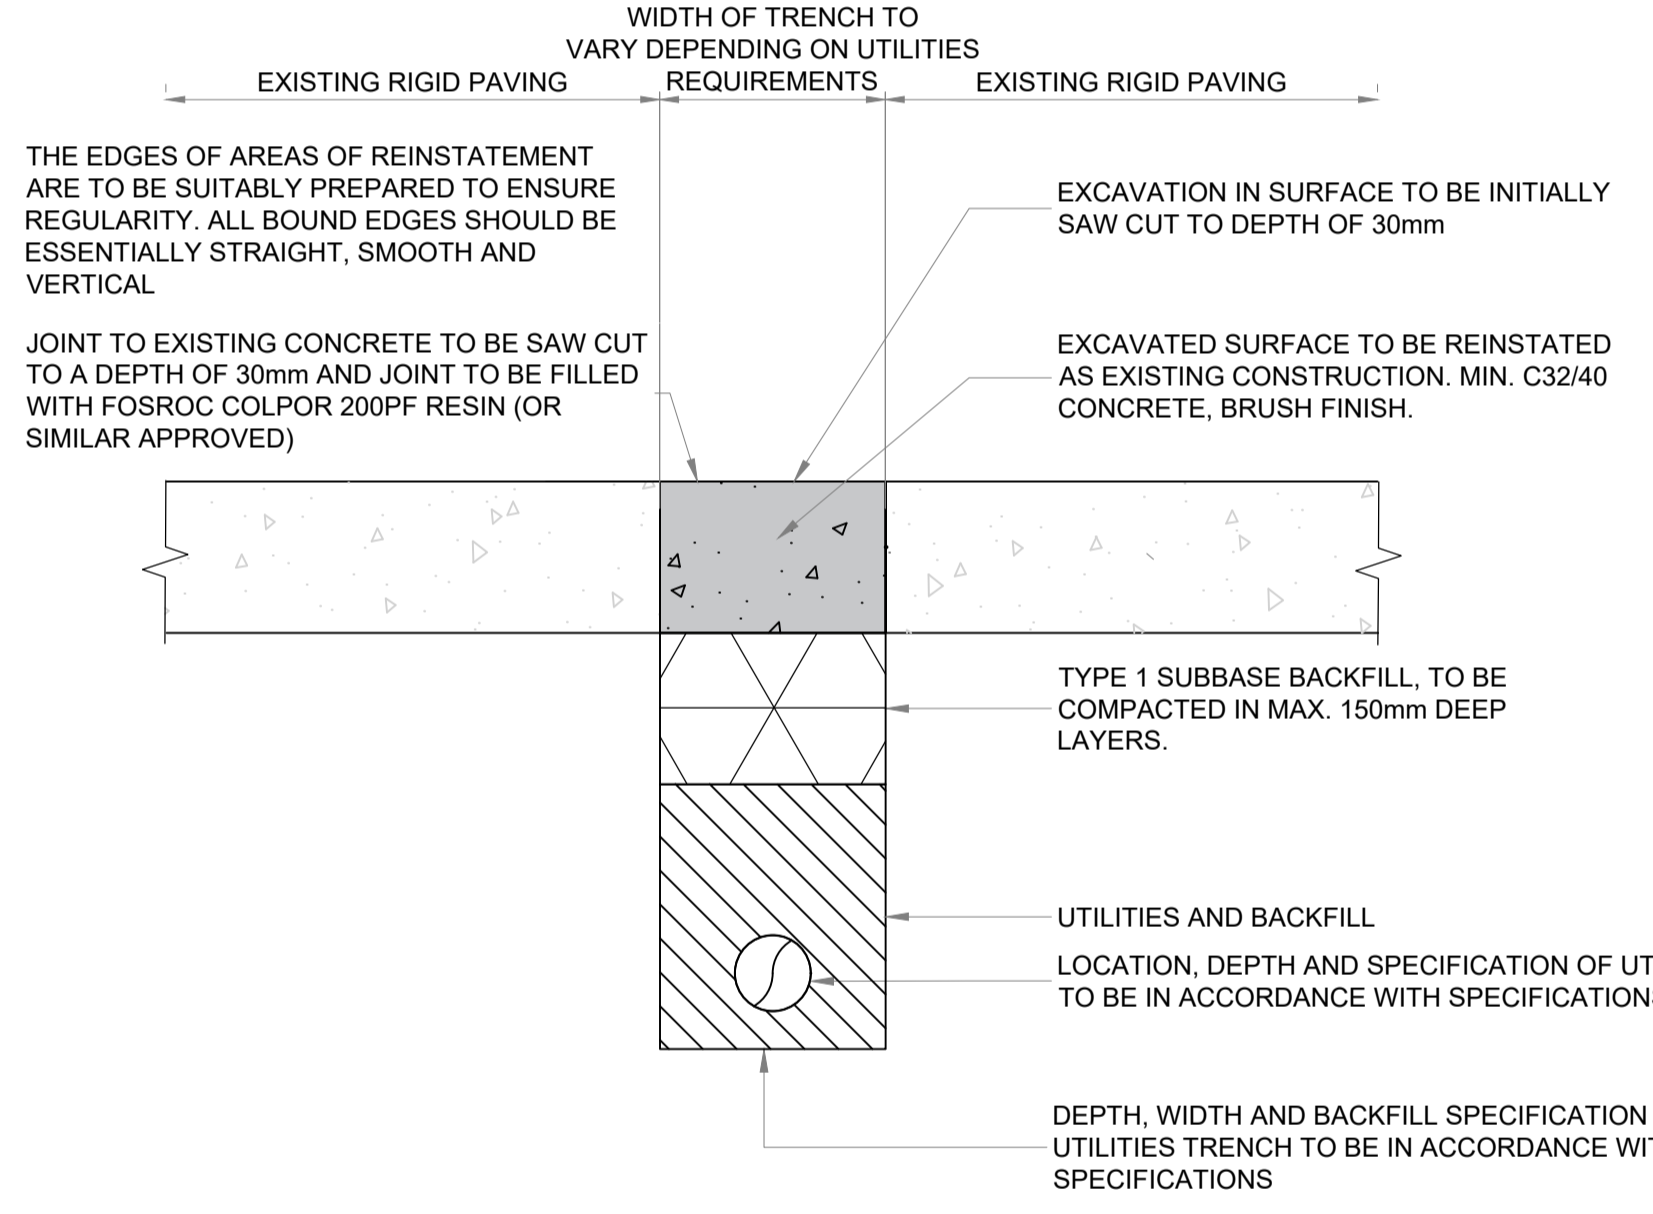 WIDTH OF TRENCH TO
VARY DEPENDING ON UTILITIES
REQUIREMENTS
EXISTING RIGID PAVING
EXISTING RIGID PAVING
THE EDGES OF AREAS OF REINSTATEMENT
ARE TO BE SUITABLY PREPARED TO ENSURE
REGULARITY. ALL BOUND EDGES SHOULD BE
ESSENTIALLY STRAIGHT, SMOOTH AND
VERTICAL
JOINT TO EXISTING CONCRETE TO BE SAW CUT
TO A DEPTH OF 30mm AND JOINT TO BE FILLED
WITH FOSROC COLPOR 200PF RESIN (OR
SIMILAR APPROVED)
EXCAVATION IN SURFACE TO BE INITIALLY
SAW CUT TO DEPTH OF 30mm
EXCAVATED SURFACE TO BE REINSTATED
AS EXISTING CONSTRUCTION. MIN. C32/40
CONCRETE, BRUSH FINISH.
TYPE 1 SUBBASE BACKFILL, TO BE
COMPACTED IN MAX. 150mm DEEP
LAYERS.
UTILITIES AND BACKFILL
LOCATION, DEPTH AND SPECIFICATION OF
TO BE IN ACCORDANCE WITH
DEPTH, WIDTH AND BACKFILL SPECIFICATION
UTILITIES TRENCH TO BE IN ACCORDANCE
SPECIFICATIONS